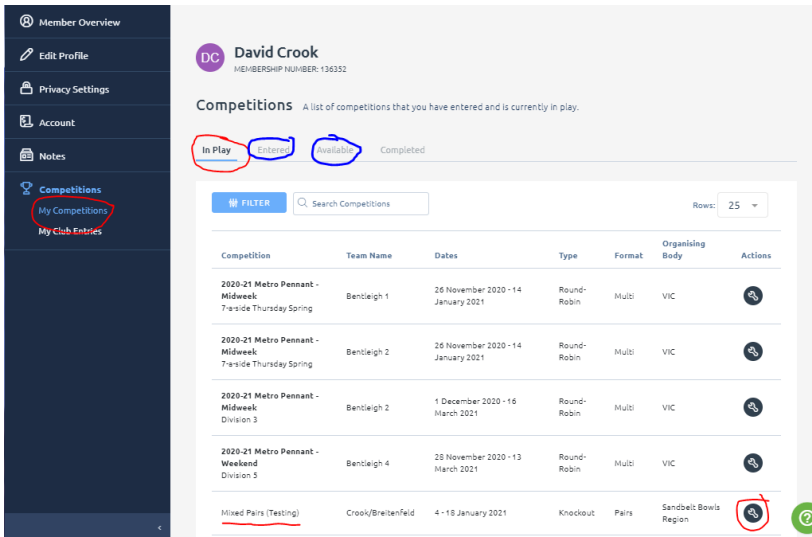 Member Overview
Edit Profile
Privacy Settings
Account
Notes
Competitions
My Competitions
My Club Entries
DC
David Crook
MEMBERSHIP NUMBER: 136352
Competitions A list of competitions that you have entered and is currently in play.
In Play Entered Available Completed
FILTER Search Competitions Rows: 25
Competition Team Name Dates Type Format Organising Body Actions
2020-21 Metro Pennant -
Midweek
7-a-side Thursday Spring
Bentleigh 1
26 November 2020 - 14
January 2021
Round-
Robin
Multi
VIC
2020-21 Metro Pennant -
Midweek
7-a-side Thursday Spring
Bentleigh 2
26 November 2020 - 14
January 2021
Round-
Robin
Multi
VIC
2020-21 Metro Pennant -
Midweek
Division 3
Bentleigh 2
1 December 2020 - 16
March 2021
Round-
Robin
Multi
VIC
2020-21 Metro Pennant -
Weekend
Division 5
Bentleigh 4
28 November 2020 - 13
March 2021
Round-
Robin
Multi
VIC
Mixed Pairs (Testing)
Crook/Breitenfeld
4 - 18 January 2021
Knockout
Pairs
Sandbelt Bowls
Region